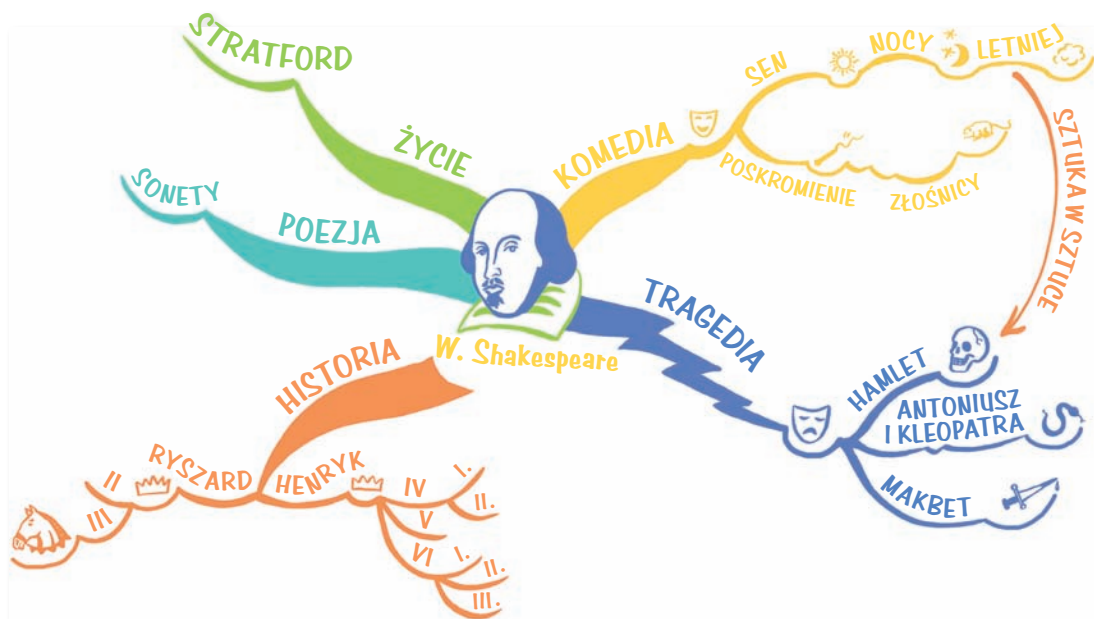 STRATFORD
ŻYCIE
SONETY
POEZJA
KOMEDIA
SEN NOCY LETNIEJ
POSKROMIENIE ZŁOŚNICY
SZTUKA W SZTUCE
TRAGEDIA
HAMLET
ANTONIUSZ
I KLEOPATRA
MAKBET
W. Shakespeare
HISTORIA
RYSZARD
II
III
HENRYK
IV
I.
II.
V
VI
I.
II.
III.